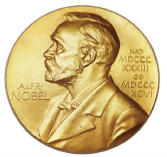 ALFR·
NOBEL
NAT·
MDCCC
XXXIII
OB·
MDCCC
XCVI